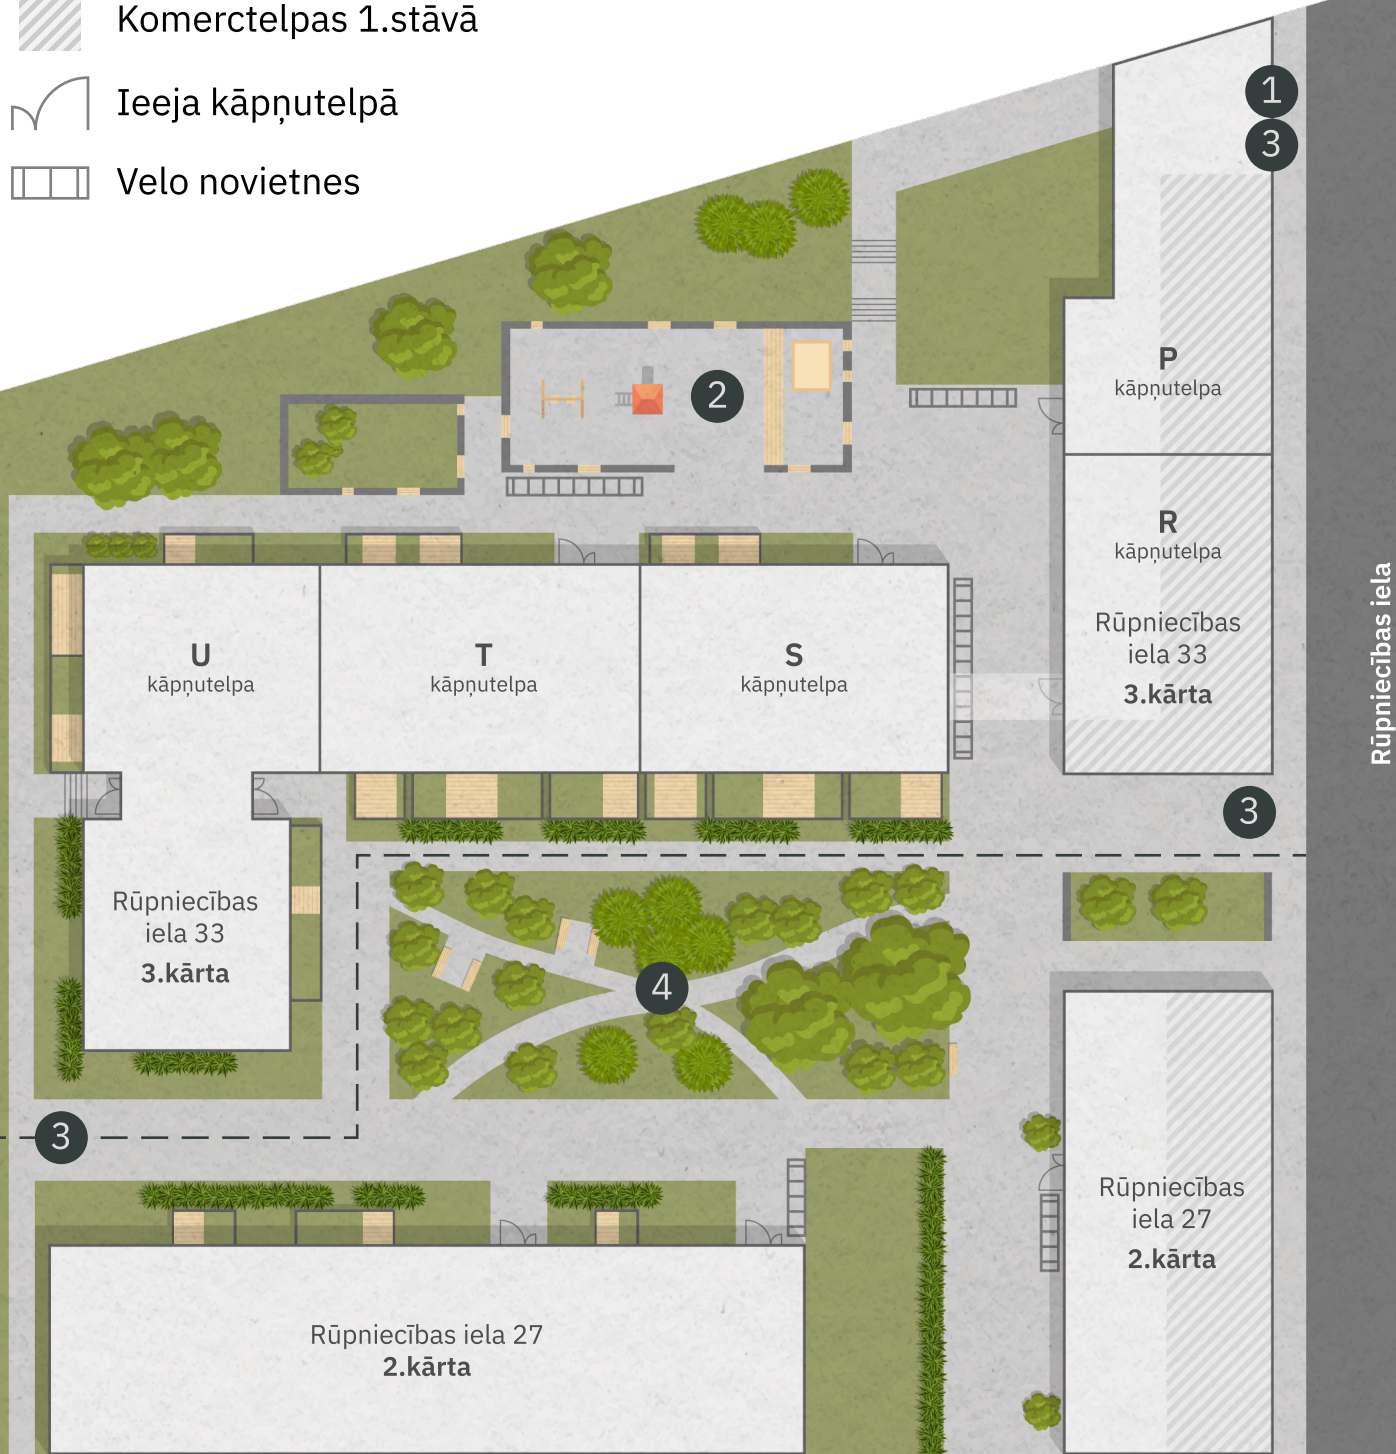 Komerctelpas 1.stāvā
Ieeja kāpņutelpā
Velo novietnes
1
3
2
P
kāpņutelpa
R
kāpņutelpa
Rūpniecības
iela 33
3.kārta
Rūpniecības iela
U
kāpņutelpa
T
kāpņutelpa
S
kāpņutelpa
3
Rūpniecības
iela 33
3.kārta
4
3
Rūpniecības
iela 27
2.kārta
Rūpniecības iela 27
2.kārta